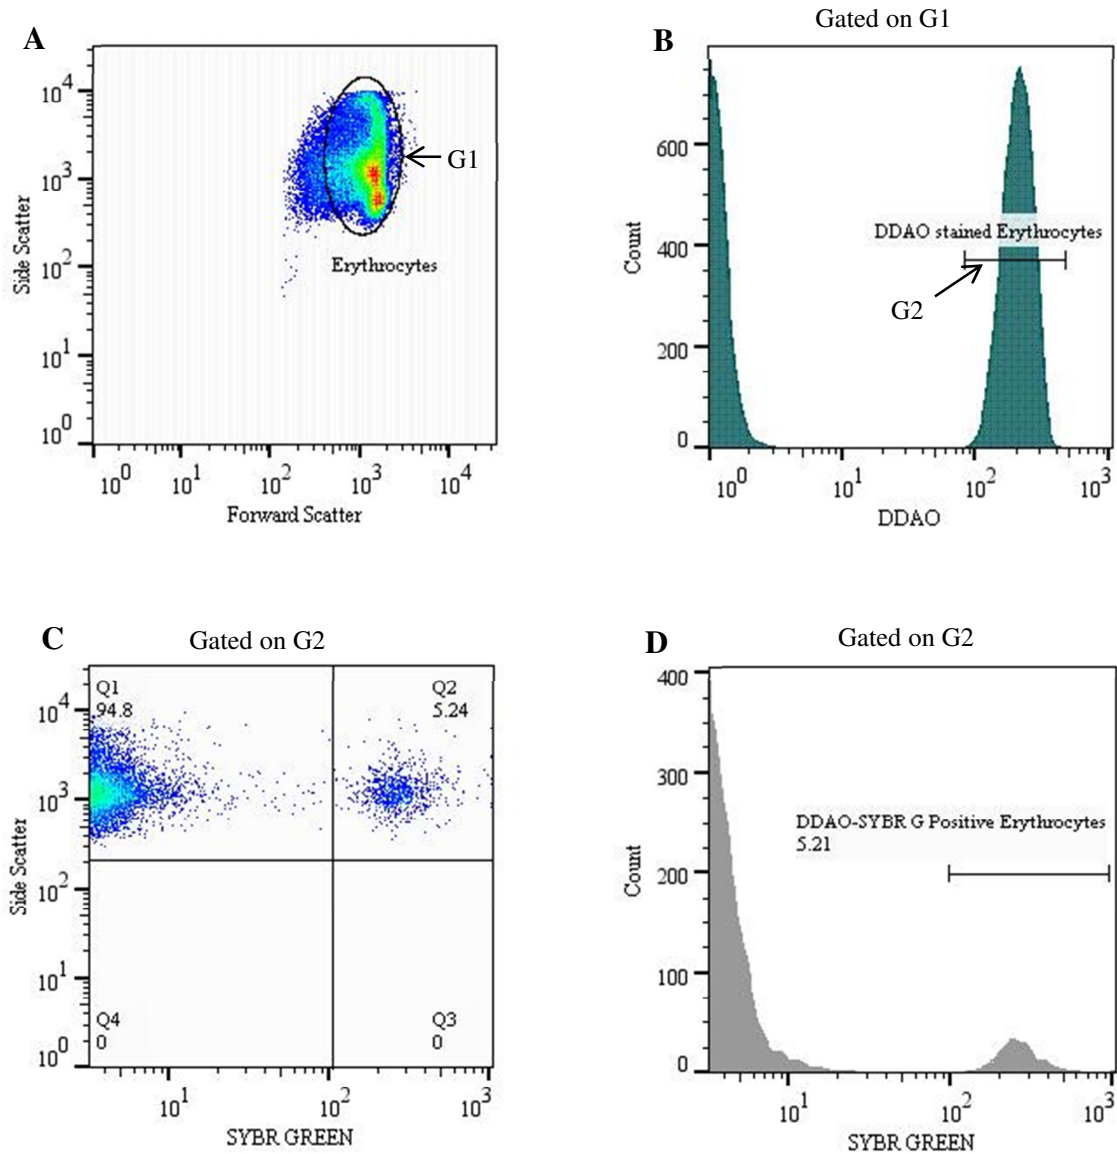 A
10^4
10^3
10^2
10^1
10^0
Side Scatter
G1
Erythrocytes
10^0 10^1 10^2 10^3 10^4
Forward Scatter
B
Gated on G1
600
400
200
0
Count
DDAO stained Erythrocytes
G2
10^0 10^1 10^2 10^3
DDAO
C
Gated on G2
Q1
94.8
Q2
5.24
Q4
0
Q3
0
10^4
10^3
10^2
10^1
10^0
Side Scatter
10^1 10^2 10^3
SYBR GREEN
D
Gated on G2
400
300
200
100
0
Count
DDAO-SYBR G Positive Erythrocytes
5.21
10^1 10^2 10^3
SYBR GREEN